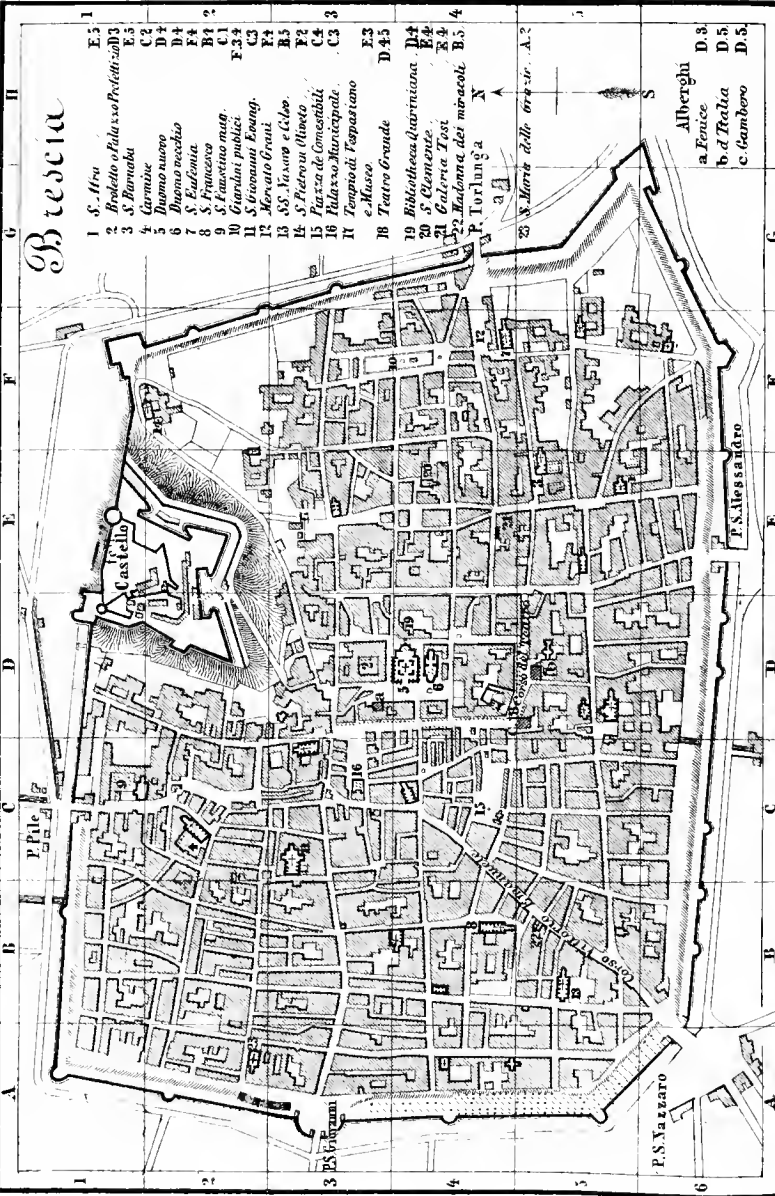 Brescia
1 S. Afra E.5
2 Broletto o Palazzo Prefettizio D3
3 S. Barnaba E.5
4 Carmine C.2
5 Duomo nuovo D.4
6 Duomo vecchio D.4
7 S. Eufemia F.4
8 S. Francesco B.4
9 S. Faustino mag. C.1
10 Giardini publici F.3.4
11 S. Giovanni Evang. C.3
12 Mercato Grani F.4
13 SS. Nazaro e Celso B.5
14 S. Pietro in Oliveto F.2
15 Piazza de Comestibili C.4
16 Palazzo Municipale C.3
17 Tempio di Vespasiano
e Museo E.3
18 Teatro Grande D.4.5
19 Bibliotheca Quiriniana D.4
20 S. Clemente E.4
21 Galeria Tosi E.4
22 Madonna dei miracoli B.5
23 S. Maria delle Grazie A.2
N
S
Alberghi
a Fenice D.3.
b d'Italia D.5.
c Gambero D.5.
P. Torlunga
P. Pile
Castello
P.S. Giovanni
P.S. Nazzaro
P.S. Alessandro
Corso del Teatro
Corso Vittorio Emanuele
A
B
C
D
E
F
G
H
1
2
3
4
5
6